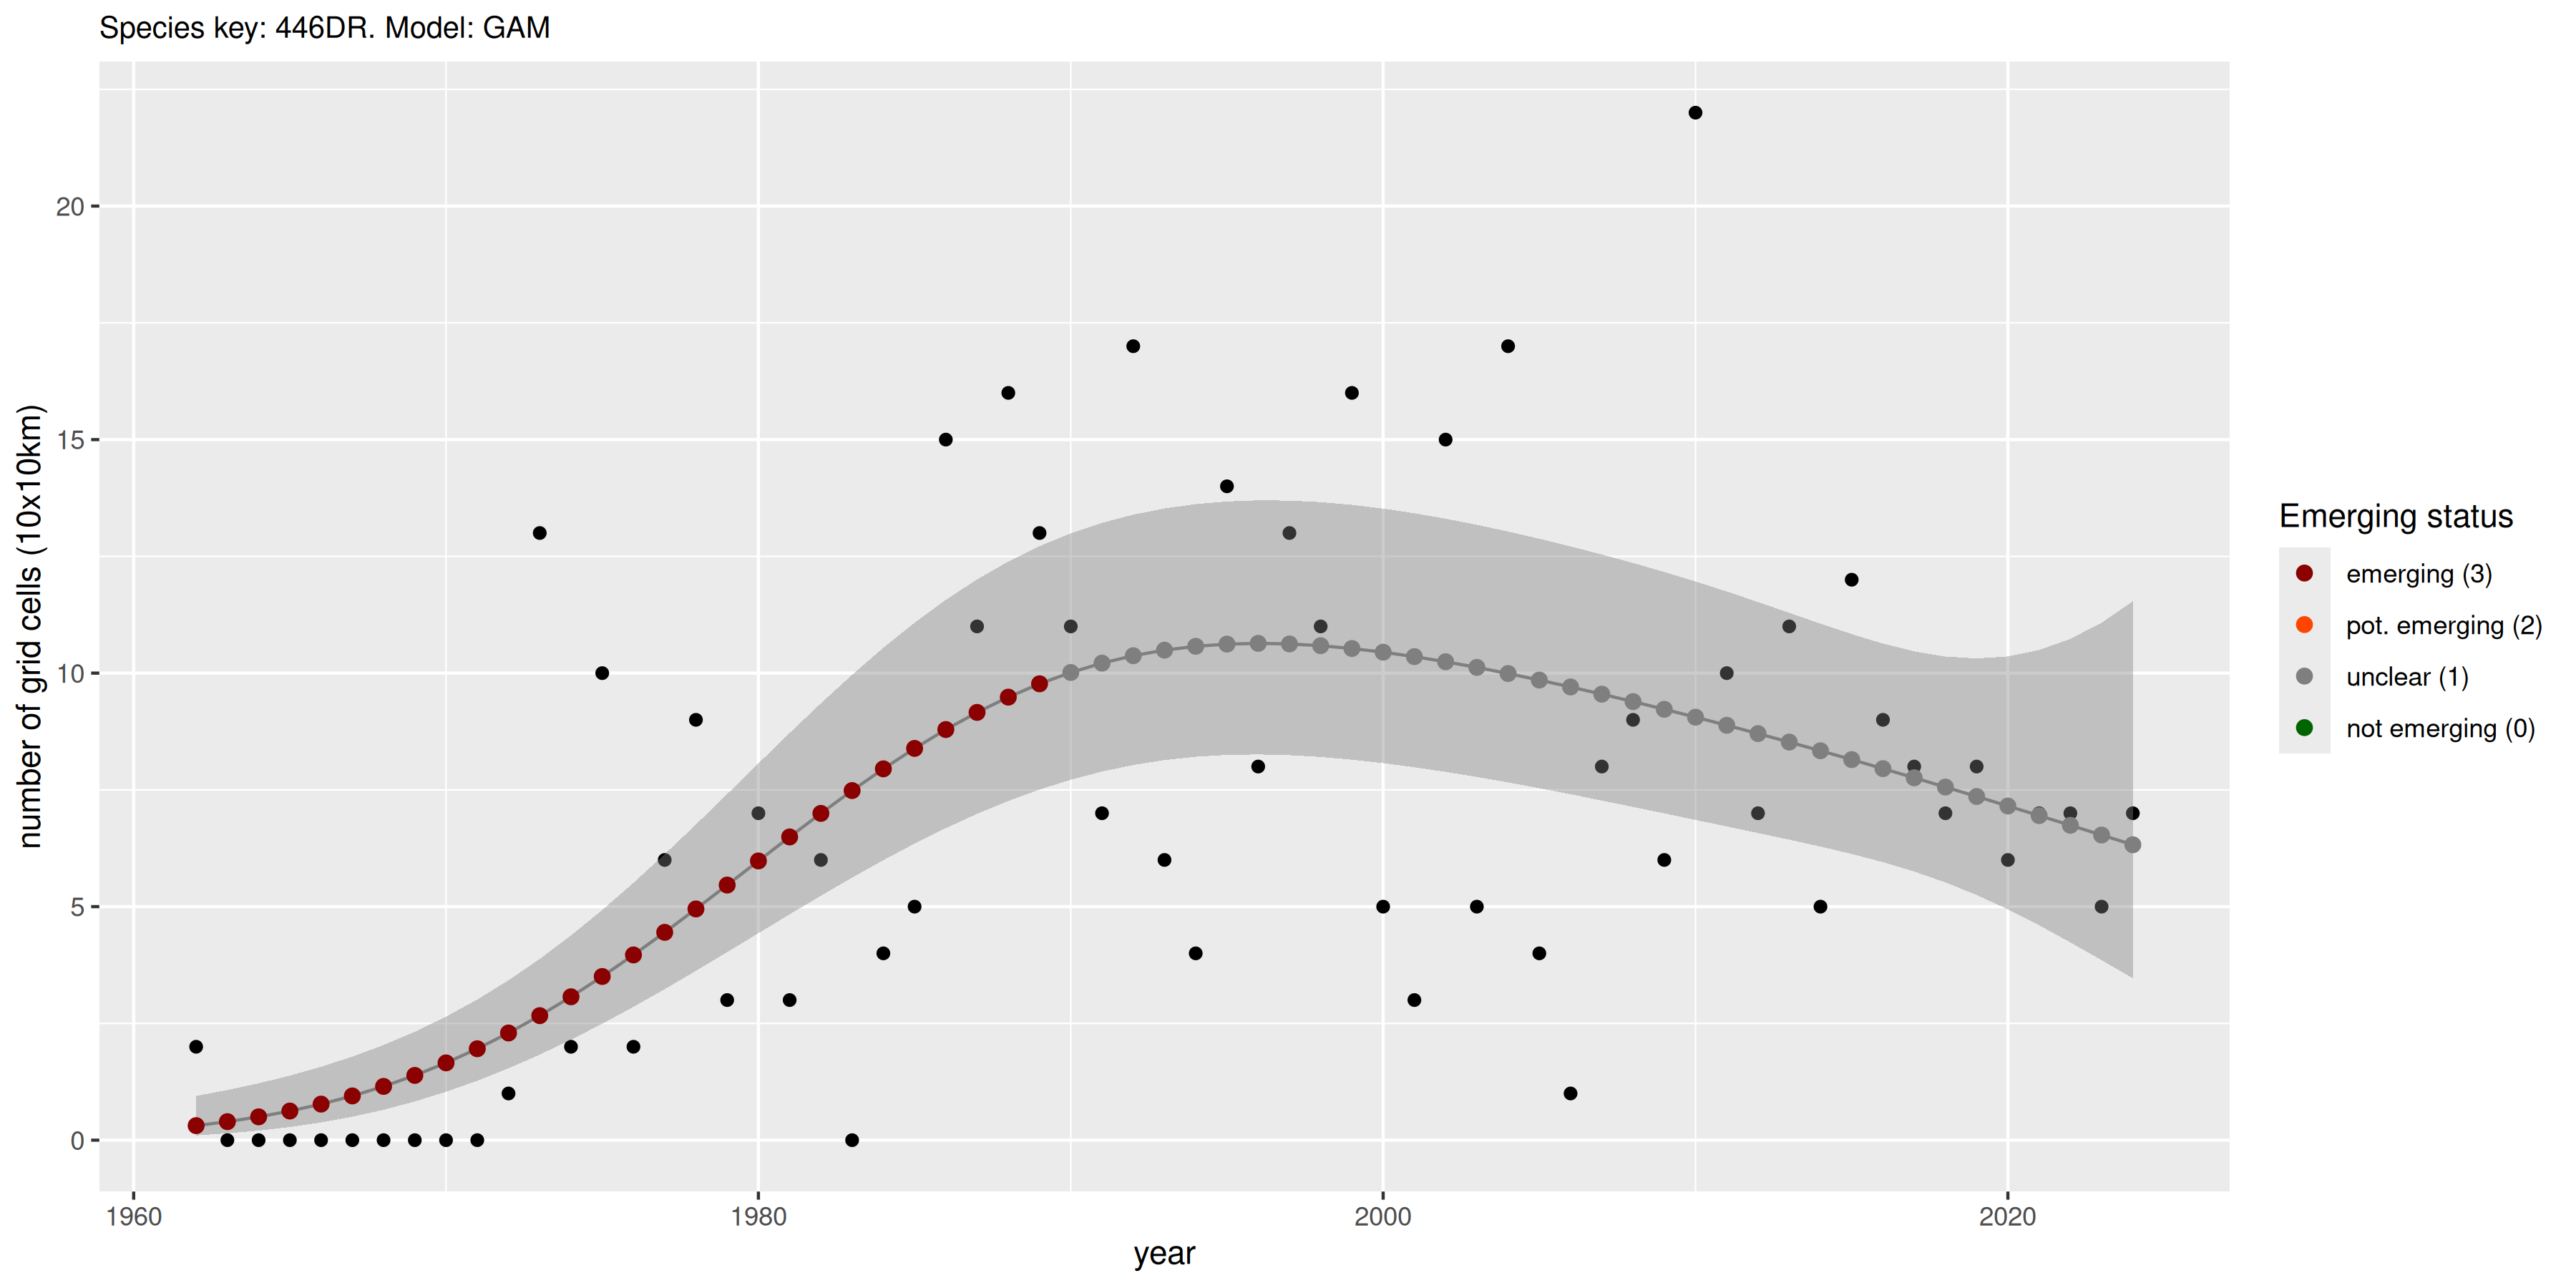 Species key: 446DR. Model: GAM
number of grid cells (10x10km)
20
15
10
5
0
1960
1980
2000
2020
year
Emerging status
emerging (3)
pot. emerging (2)
unclear (1)
not emerging (0)